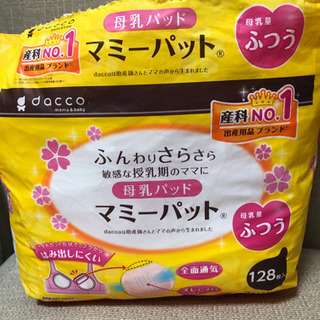 母乳パッド
マミーパット®
daccoは助産師さんとママの声から生まれました
母乳量
ふつう
産科No.1
出産用品ブランド
dacco
mama & baby
産科No.1
出産用品ブランド
ふんわりさらさら
敏感な授乳期のママに
母乳パッド
マミーパット®
daccoは助産師さんとママの声から生まれました
母乳量
ふつう
はみ出しにくい
全面通気
128枚入